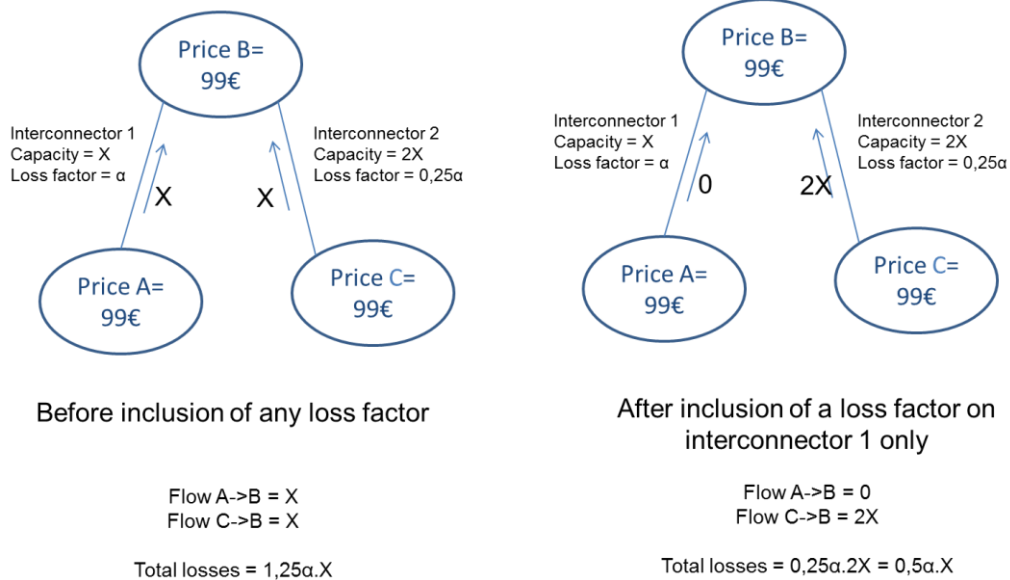 Price B=
99€
Interconnector 1
Capacity = X
Loss factor = α
Interconnector 2
Capacity = 2X
Loss factor = 0,25α
X
X
Price A=
99€
Price C=
99€
Before inclusion of any loss factor
Flow A->B = X
Flow C->B = X
Total losses = 1,25α.X
Price B=
99€
Interconnector 1
Capacity = X
Loss factor = α
Interconnector 2
Capacity = 2X
Loss factor = 0,25α
0
2X
Price A=
99€
Price C=
99€
After inclusion of a loss factor on
interconnector 1 only
Flow A->B = 0
Flow C->B = 2X
Total losses = 0,25α.2X = 0,5α.X